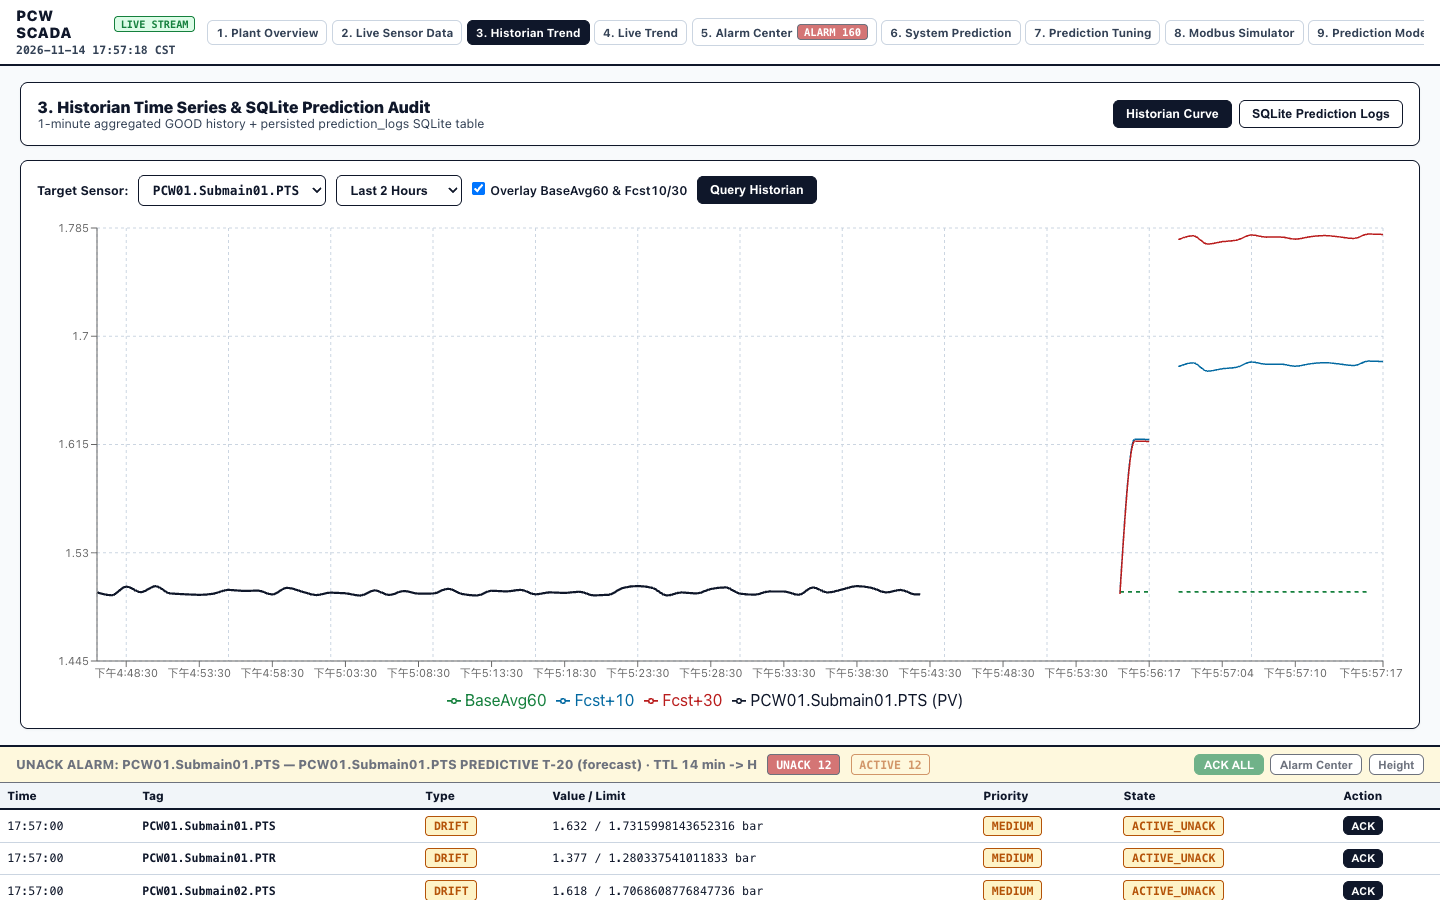 PCW SCADA
LIVE STREAM
2026-11-14 17:57:18 CST
1. Plant Overview
2. Live Sensor Data
3. Historian Trend
4. Live Trend
5. Alarm Center ALARM 160
6. System Prediction
7. Prediction Tuning
8. Modbus Simulator
9. Prediction Mode
3. Historian Time Series & SQLite Prediction Audit
1-minute aggregated GOOD history + persisted prediction_logs SQLite table
Historian Curve
SQLite Prediction Logs
Target Sensor: PCW01.Submain01.PTS Last 2 Hours Overlay BaseAvg60 & Fcst10/30 Query Historian
1.785
1.7
1.615
1.53
1.445
下午4:48:30 下午4:53:30 下午4:58:30 下午5:03:30 下午5:08:30 下午5:13:30 下午5:18:30 下午5:23:30 下午5:28:30 下午5:33:30 下午5:38:30 下午5:43:30 下午5:48:30 下午5:53:30 下午5:56:17 下午5:57:04 下午5:57:10 下午5:57:17
BaseAvg60 Fcst+10 Fcst+30 PCW01.Submain01.PTS (PV)
UNACK ALARM: PCW01.Submain01.PTS — PCW01.Submain01.PTS PREDICTIVE T-20 (forecast) · TTL 14 min -> H UNACK 12 ACTIVE 12 ACK ALL Alarm Center Height
Time Tag Type Value / Limit Priority State Action
17:57:00 PCW01.Submain01.PTS DRIFT 1.632 / 1.7315998143652316 bar MEDIUM ACTIVE_UNACK ACK
17:57:00 PCW01.Submain01.PTR DRIFT 1.377 / 1.280337541011833 bar MEDIUM ACTIVE_UNACK ACK
17:57:00 PCW01.Submain02.PTS DRIFT 1.618 / 1.7068608776847736 bar MEDIUM ACTIVE_UNACK ACK